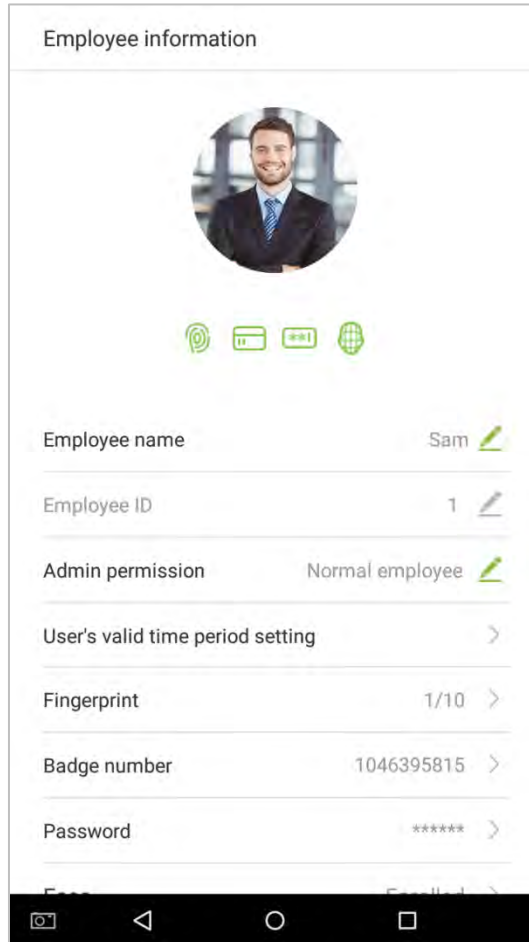 Employee information
**|
Employee name Sam
Employee ID 1
Admin permission Normal employee
User's valid time period setting
Fingerprint 1/10
Badge number 1046395815
Password ******